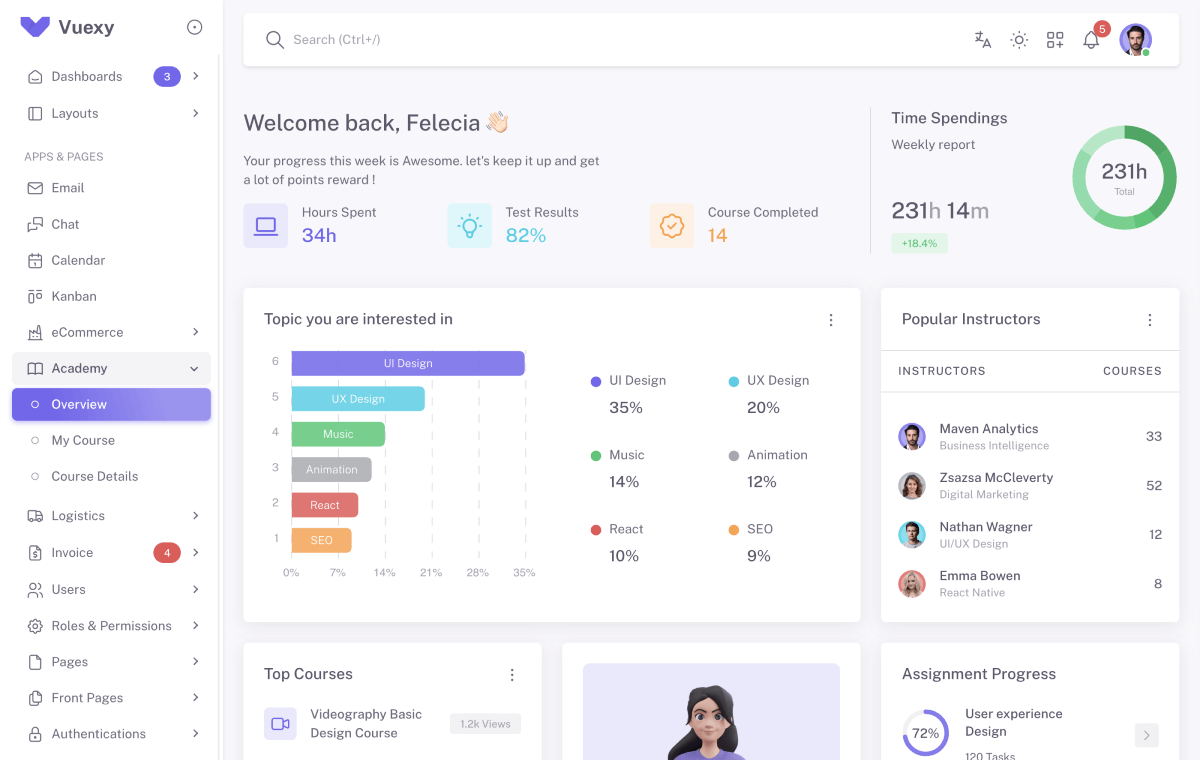 Vuexy
Dashboards
3
Layouts
APPS & PAGES
Email
Chat
Calendar
Kanban
eCommerce
Academy
Overview
My Course
Course Details
Logistics
Invoice
4
Users
Roles & Permissions
Pages
Front Pages
Authentications
Search (Ctrl+/)
5
Welcome back, Felecia
Your progress this week is Awesome. let's keep it up and get
a lot of points reward !
Hours Spent
34h
Test Results
82%
Course Completed
14
Time Spendings
Weekly report
231h 14m
+18.4%
231h
Total
Topic you are interested in
6
UI Design
5
UX Design
4
Music
3
Animation
2
React
1
SEO
0% 7% 14% 21% 28% 35%
UI Design
35%
UX Design
20%
Music
14%
Animation
12%
React
10%
SEO
9%
Popular Instructors
INSTRUCTORS COURSES
Maven Analytics
Business Intelligence
33
Zsazsa McCleverty
Digital Marketing
52
Nathan Wagner
UI/UX Design
12
Emma Bowen
React Native
8
Top Courses
Videography Basic
Design Course
1.2k Views
Assignment Progress
72%
User experience
Design
120 Tasks